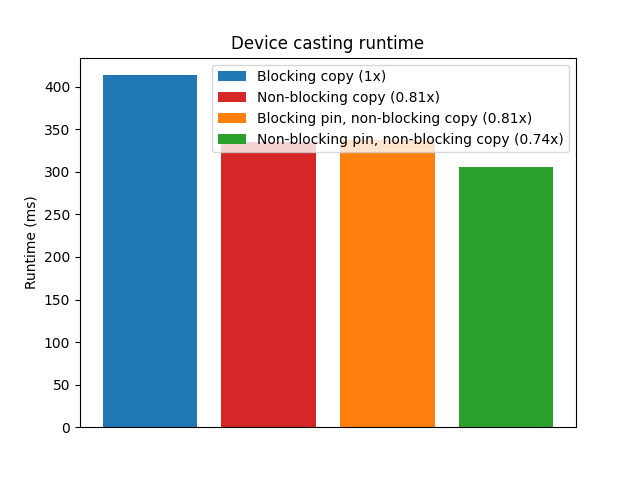 Device casting runtime
Blocking copy (1x)
Non-blocking copy (0.81x)
Blocking pin, non-blocking copy (0.81x)
Non-blocking pin, non-blocking copy (0.74x)
Runtime (ms)
400
350
300
250
200
150
100
50
0